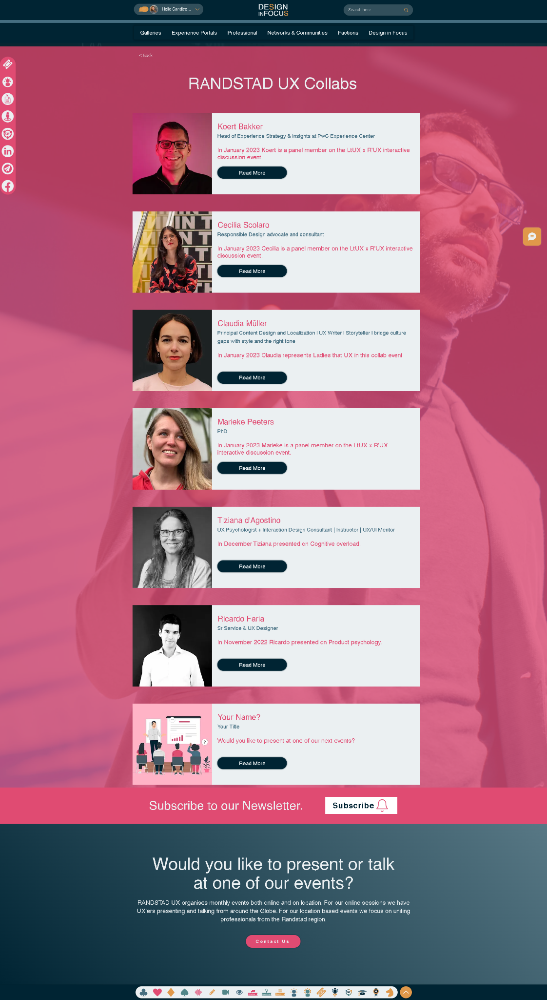 Hello Candice...
DESIGN
INFOCUS
Search here...
Galleries
Experience Portals
Professional
Networks & Communities
Factions
Design in Focus
< Back
RANDSTAD UX Collabs
Koert Bakker
Head of Experience Strategy & Insights at PwC Experience Center
In January 2023 Koert is a panel member on the LtUX x R'UX interactive
discussion event.
Read More
Cecilia Scolaro
Responsible Design advocate and consultant
In January 2023 Cecilia is a panel member on the LtUX x R'UX interactive
discussion event.
Read More
Claudia Müller
Principal Content Design and Localization I UX Writer I Storyteller I bridge culture
gaps with style and the right tone
In January 2023 Claudia represents Ladies that UX in this collab event
Read More
Marieke Peeters
PhD
In January 2023 Marieke is a panel member on the LtUX x R'UX
interactive discussion event.
Read More
Tiziana d'Agostino
UX Psychologist + Interaction Design Consultant | Instructor | UX/UI Mentor
In December Tiziana presented on Cognitive overload.
Read More
Ricardo Faria
Sr Service & UX Designer
In November 2022 Ricardo presented on Product psychology.
Read More
Your Name?
Your Title
Would you like to present at one of our next events?
Read More
Subscribe to our Newsletter.
Subscribe
Would you like to present or talk
at one of our events?
RANDSTAD UX organises monthly events both online and on location. For our online sessions we have
UX'ers presenting and talking from around the Globe. For our location based events we focus on uniting
professionals from the Randstad region.
Contact Us